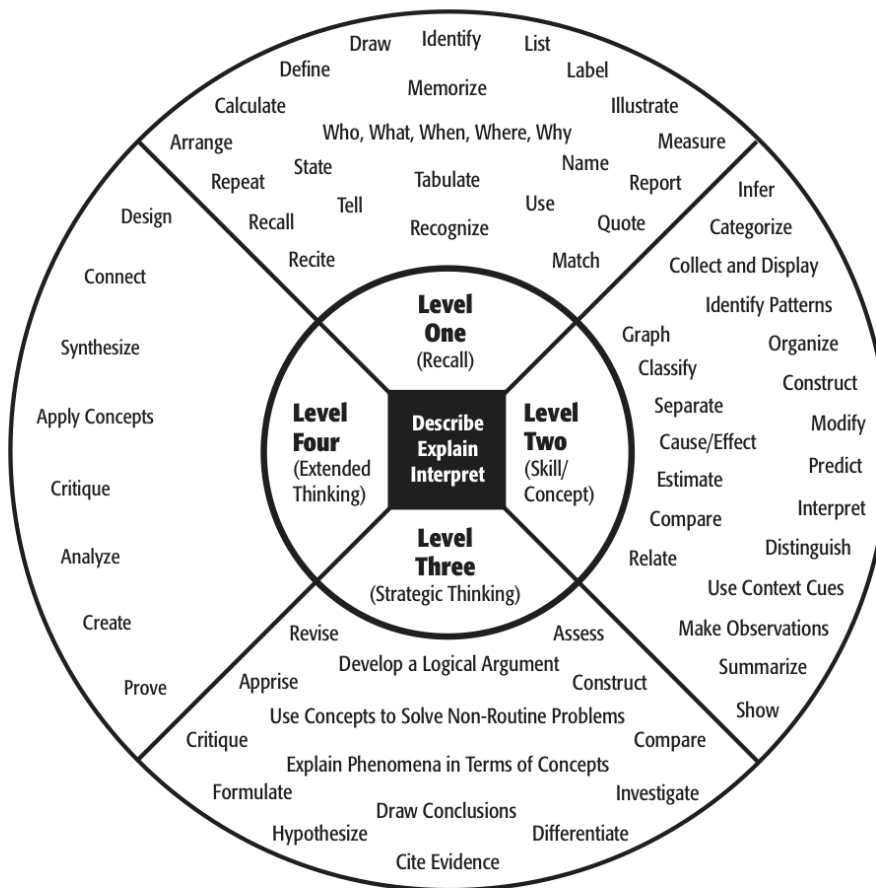 Draw
Identify
List
Define
Label
Memorize
Calculate
Illustrate
Who, What, When, Where, Why
Arrange
Measure
State
Name
Repeat
Tabulate
Report
Tell
Use
Recall
Recognize
Quote
Recite
Match
Infer
Categorize
Collect and Display
Identify Patterns
Graph
Organize
Classify
Construct
Separate
Modify
Cause/Effect
Predict
Estimate
Interpret
Compare
Distinguish
Relate
Use Context Cues
Make Observations
Summarize
Show
Revise
Assess
Develop a Logical Argument
Apprise
Construct
Use Concepts to Solve Non-Routine Problems
Critique
Compare
Explain Phenomena in Terms of Concepts
Formulate
Investigate
Draw Conclusions
Hypothesize
Differentiate
Cite Evidence
Design
Connect
Synthesize
Apply Concepts
Critique
Analyze
Create
Prove
Level
One
(Recall)
Level
Two
(Skill/
Concept)
Level
Three
(Strategic Thinking)
Level
Four
(Extended
Thinking)
Describe
Explain
Interpret